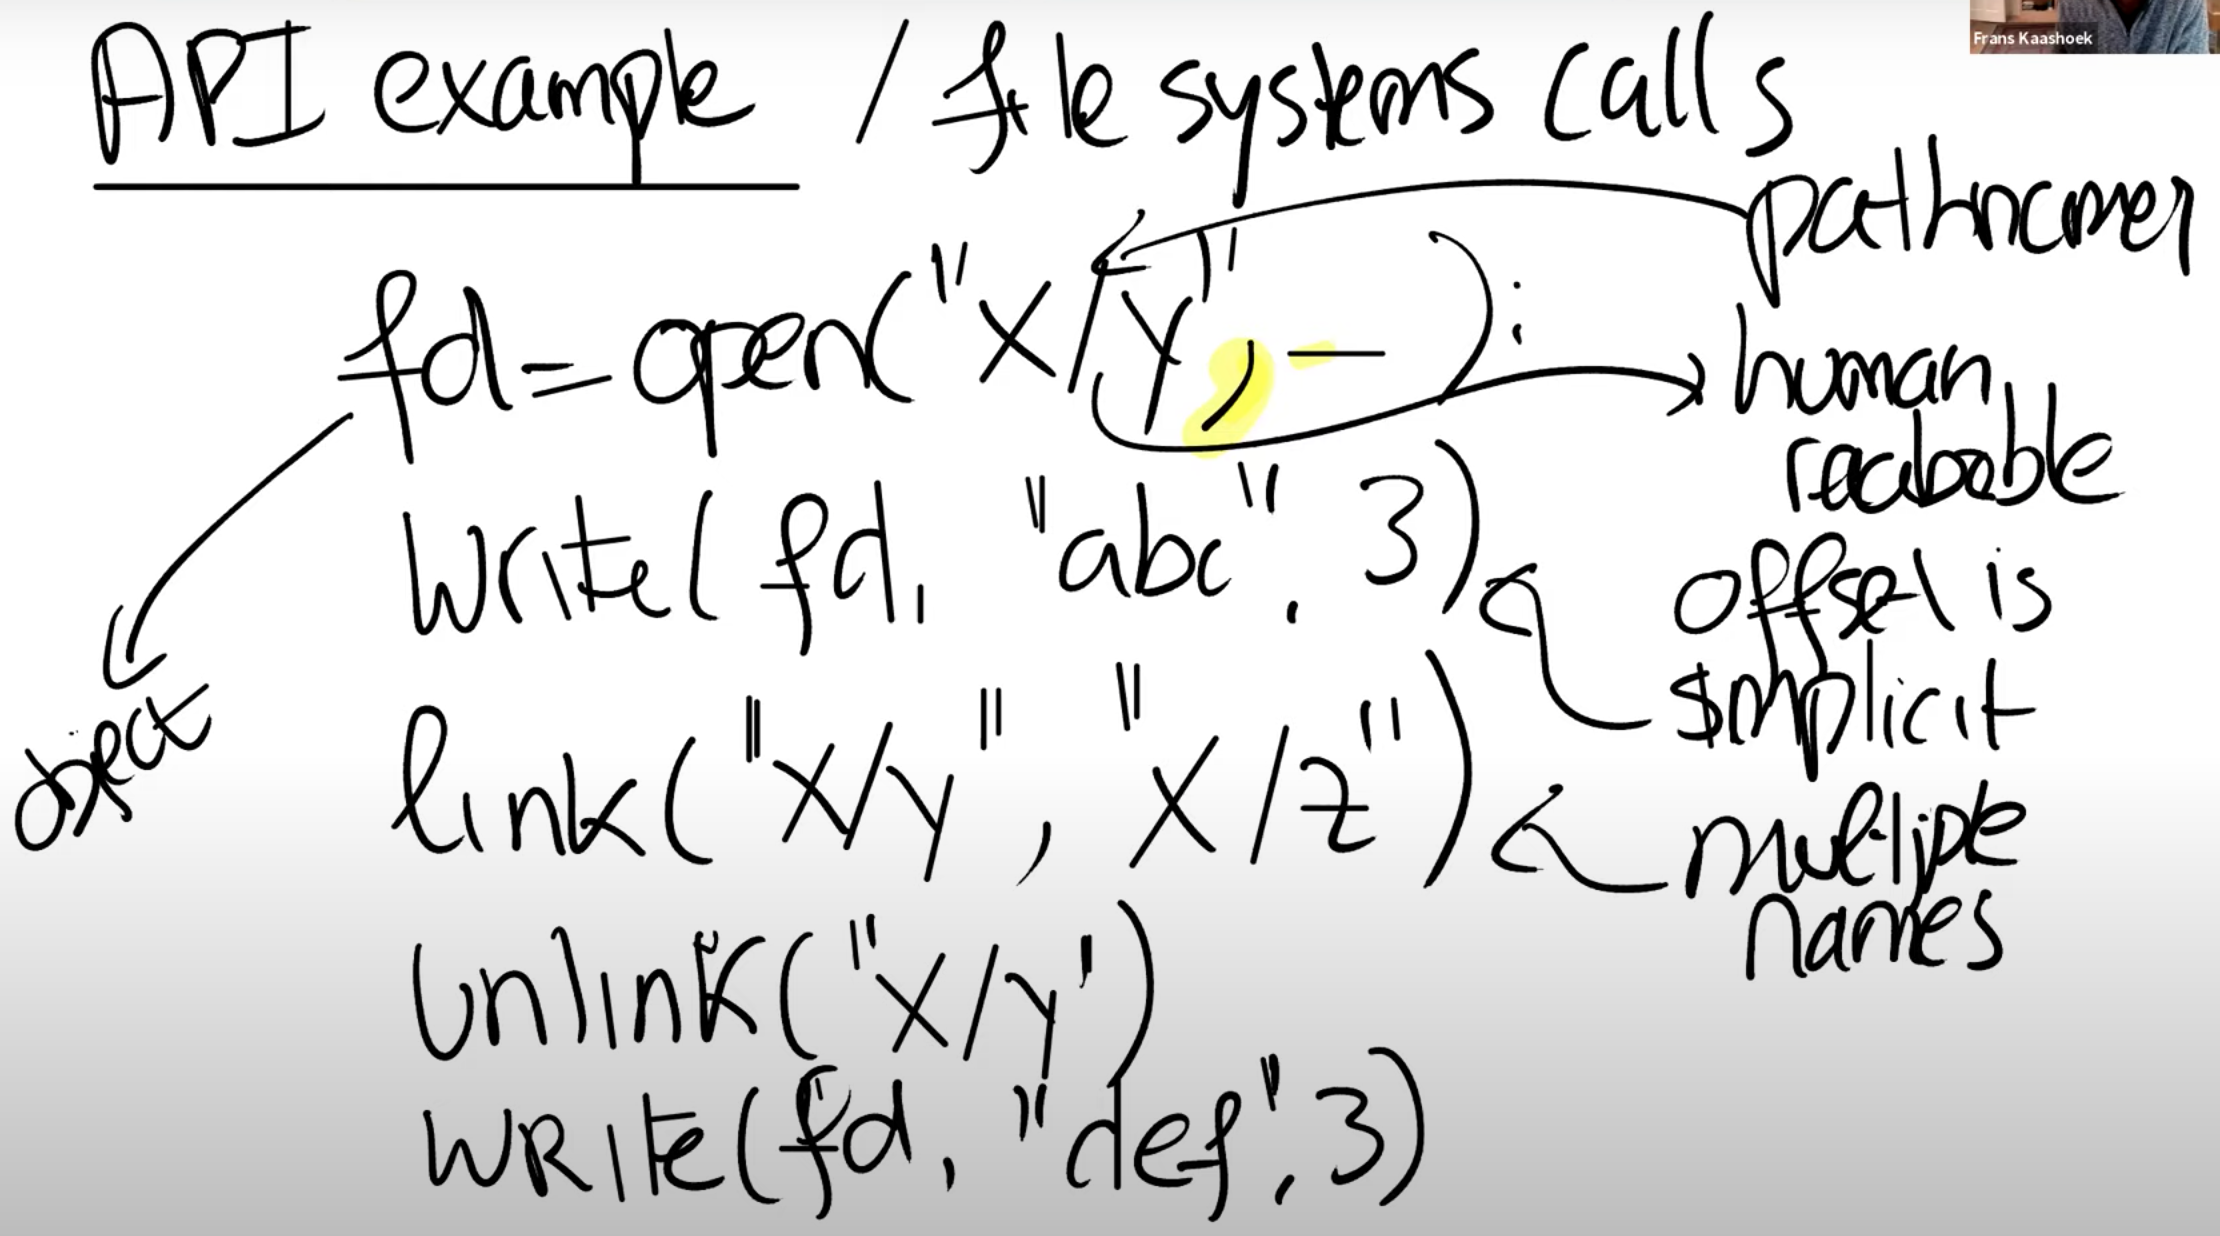 Frans Kaashoek
API example / file systems calls
pathnames
fd = open("x/y", — );
human
readable
write(fd, "abc", 3)
offset is
implicit
object
link("x/y", "x/z")
multiple
names
unlink("x/y')
WRITE(fd, "def", 3)